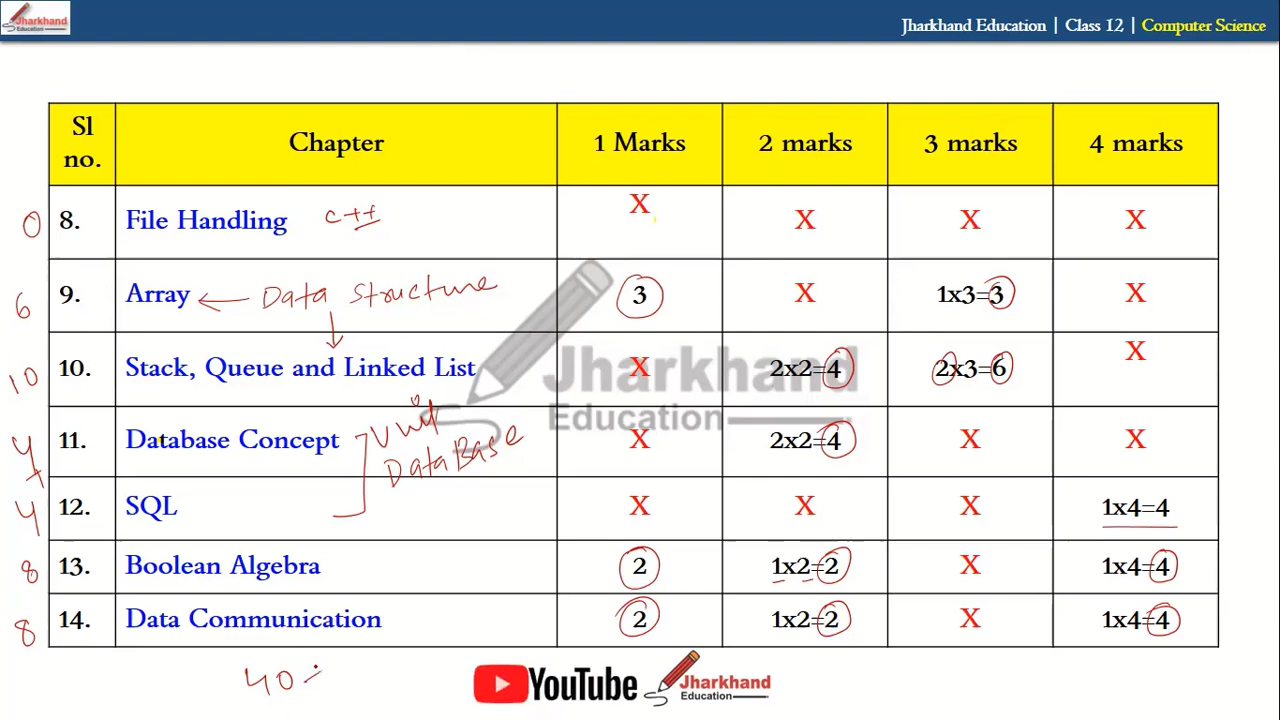 Jharkhand
Education
Jharkhand Education | Class 12 | Computer Science
Sl no. Chapter 1 Marks 2 marks 3 marks 4 marks
0 8. File Handling C++ X X X X
6 9. Array ← Data Structure 3 X 1x3=3 X
10 10. Stack, Queue and Linked List X 2x2=4 2x3=6 X
4 11. Database Concept Unit X 2x2=4 X X
DataBase
+
4 12. SQL X X X 1x4=4
8 13. Boolean Algebra 2 1x2=2 X 1x4=4
8 14. Data Communication 2 1x2=2 X 1x4=4
Jharkhand
Education
40
YouTube Jharkhand
Education